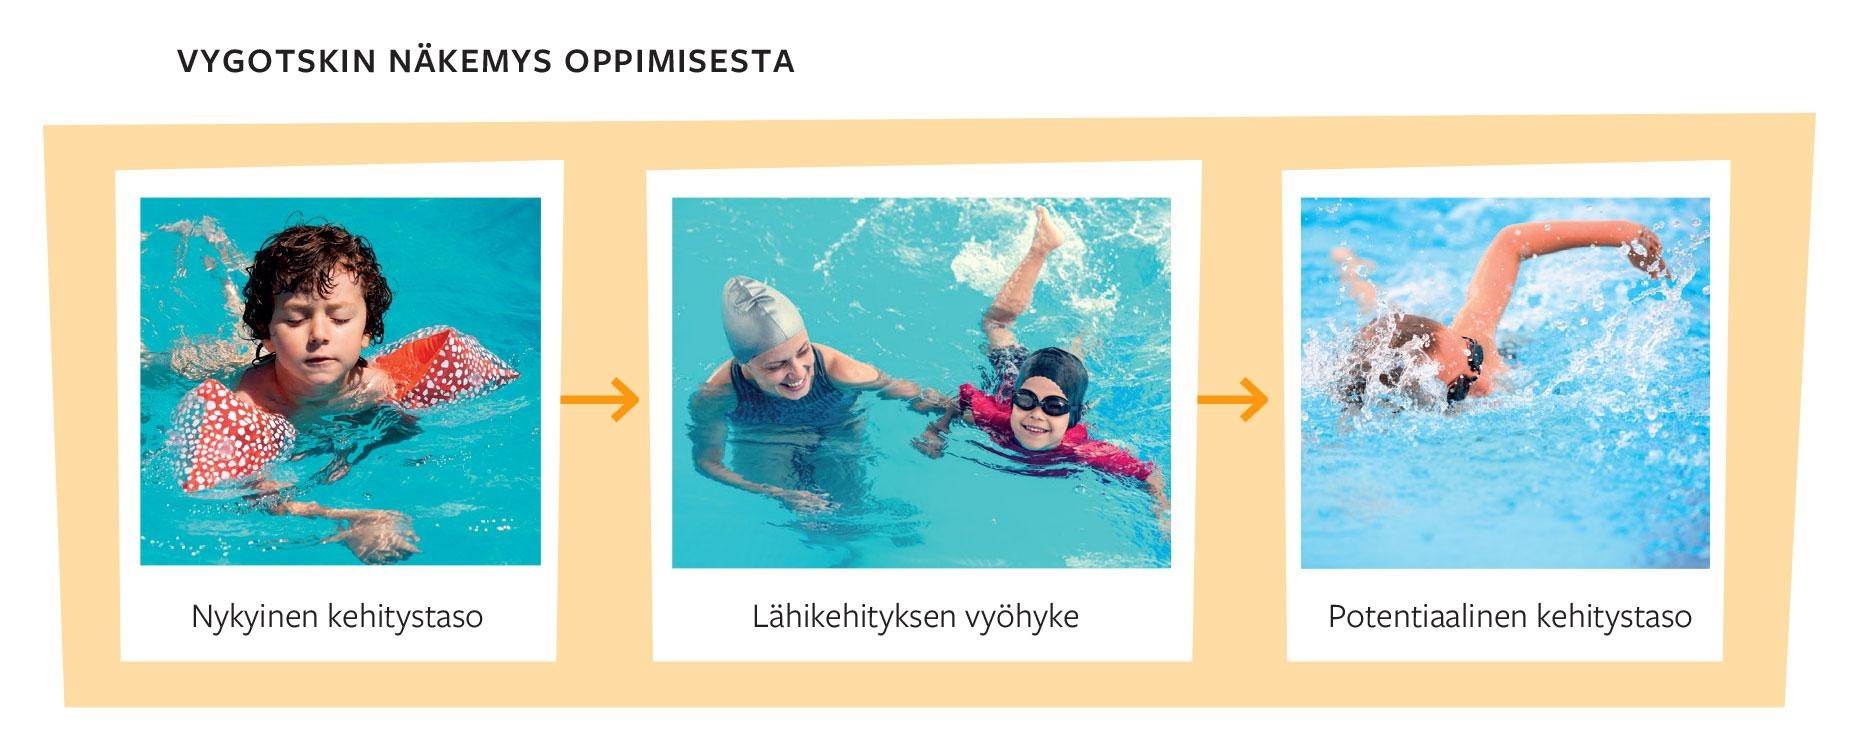 VYGOTSKIN NÄKEMYS OPPIMISESTA
Nykyinen kehitystaso
Lähikehityksen vyöhyke
Potentiaalinen kehitystaso